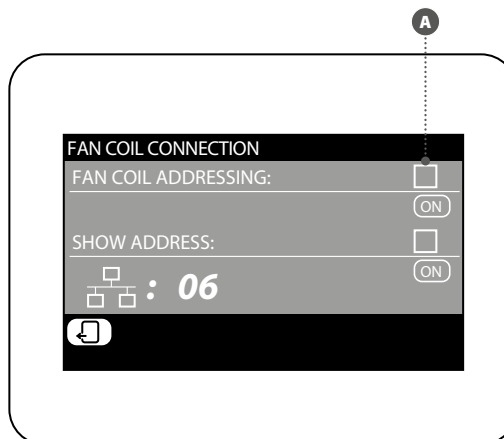 A
FAN COIL CONNECTION
FAN COIL ADDRESSING:
ON
SHOW ADDRESS:
ON
: 06